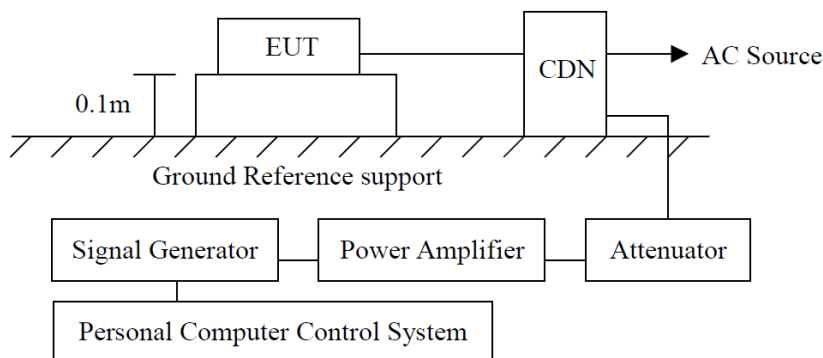 EUT
CDN
AC Source
0.1m
Ground Reference support
Signal Generator
Power Amplifier
Attenuator
Personal Computer Control System